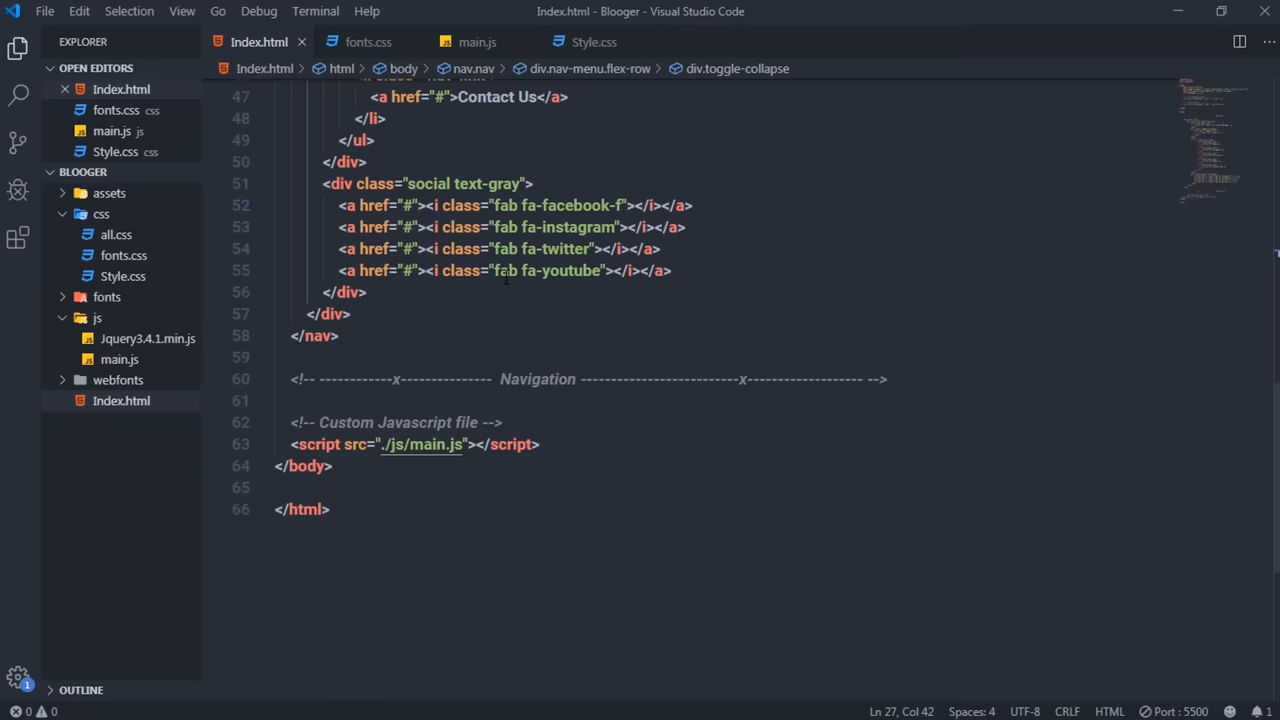 File Edit Selection View Go Debug Terminal Help Index.html - Blooger - Visual Studio Code
EXPLORER
OPEN EDITORS
Index.html
fonts.css css
main.js js
Style.css css
BLOOGER
assets
css
all.css
fonts.css
Style.css
fonts
js
Jquery3.4.1.min.js
main.js
webfonts
Index.html
OUTLINE
Index.html fonts.css main.js Style.css
Index.html > html > body > nav.nav > div.nav-menu.flex-row > div.toggle-collapse
47 <a href="#">Contact Us</a>
48 </li>
49 </ul>
50 </div>
51 <div class="social text-gray">
52 <a href="#"><i class="fab fa-facebook-f"></i></a>
53 <a href="#"><i class="fab fa-instagram"></i></a>
54 <a href="#"><i class="fab fa-twitter"></i></a>
55 <a href="#"><i class="fab fa-youtube"></i></a>
56 </div>
57 </div>
58 </nav>
59
60 <!-- ------------x--------------- Navigation --------------------------x------------------- -->
61
62 <!-- Custom Javascript file -->
63 <script src="./js/main.js"></script>
64 </body>
65
66 </html>
1
0 0 Ln 27, Col 42 Spaces: 4 UTF-8 CRLF HTML Port : 5500 1